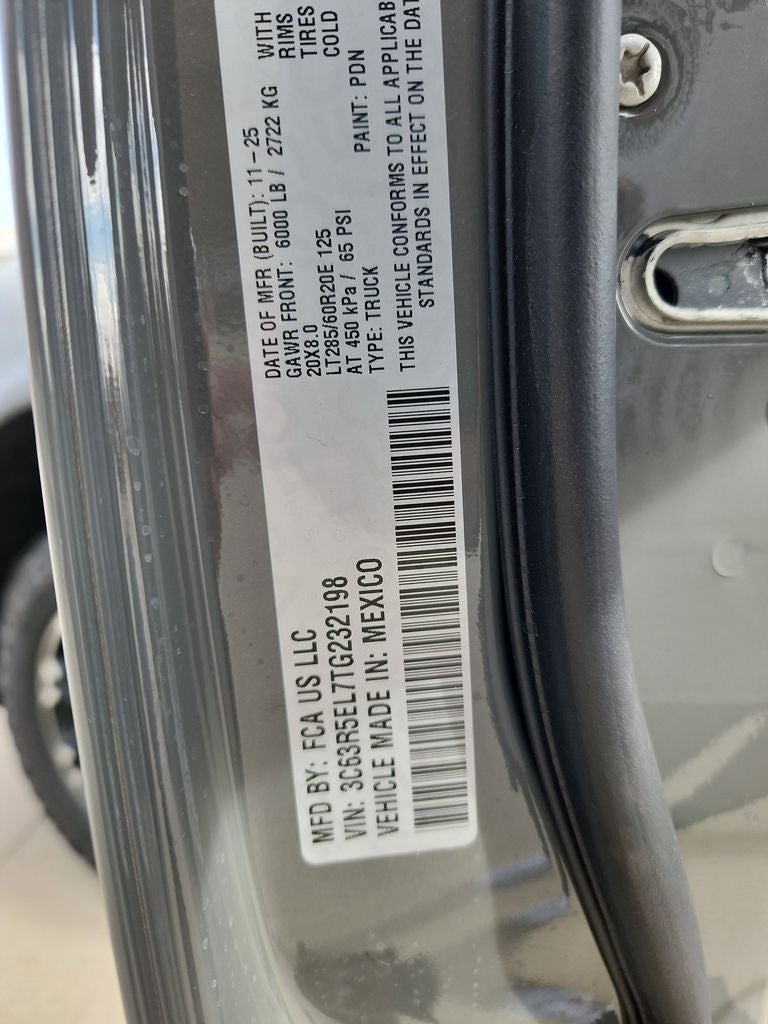 MFD BY: FCA US LLC
VIN: 3C63R5EL7TG232198
VEHICLE MADE IN: MEXICO
DATE OF MFR (BUILT): 11-25
GAWR FRONT: 6000 LB / 2722 KG WITH
20X8.0 RIMS
LT285/60R20E 125 TIRES
AT 450 kPa / 65 PSI COLD
TYPE: TRUCK PAINT: PDN
THIS VEHICLE CONFORMS TO ALL
STANDARDS IN EFFECT ON THE